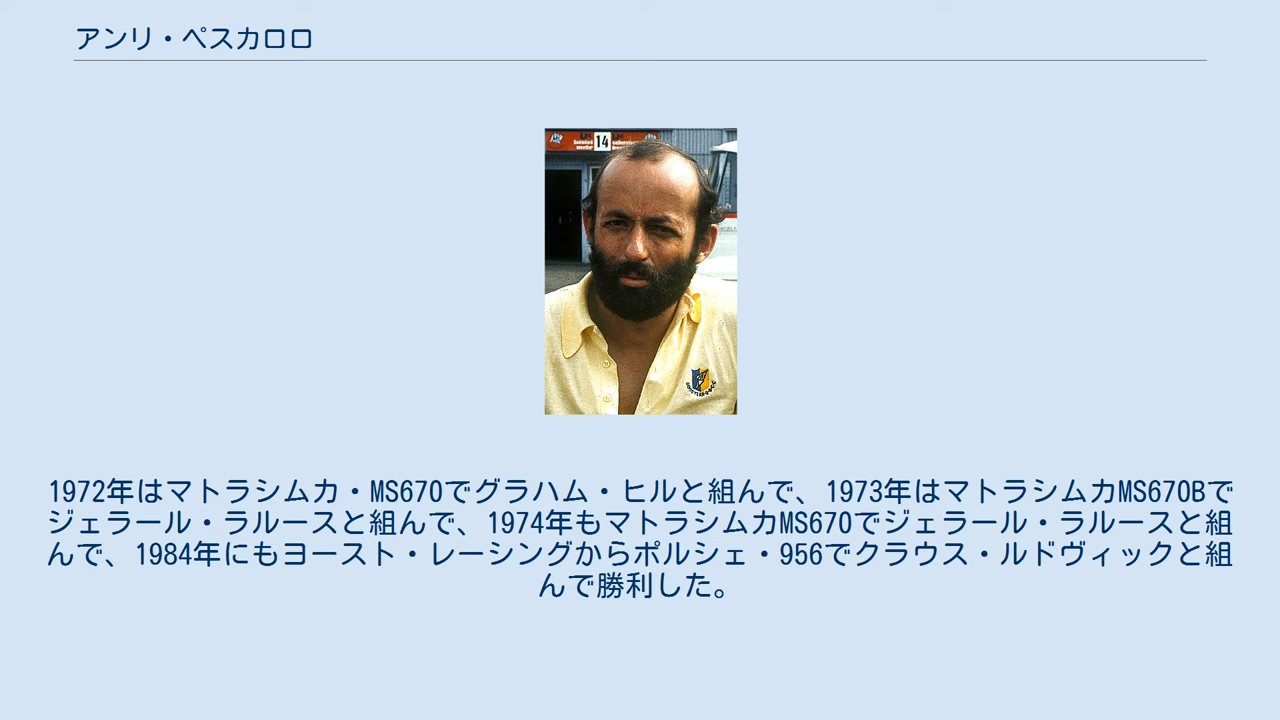 アンリ・ペスカロロ
14
1972年はマトラシムカ・MS670でグラハム・ヒルと組んで、1973年はマトラシムカMS670Bで
ジェラール・ラルースと組んで、1974年もマトラシムカMS670でジェラール・ラルースと組
んで、1984年にもヨースト・レーシングからポルシェ・956でクラウス・ルドヴィックと組
んで勝利した。